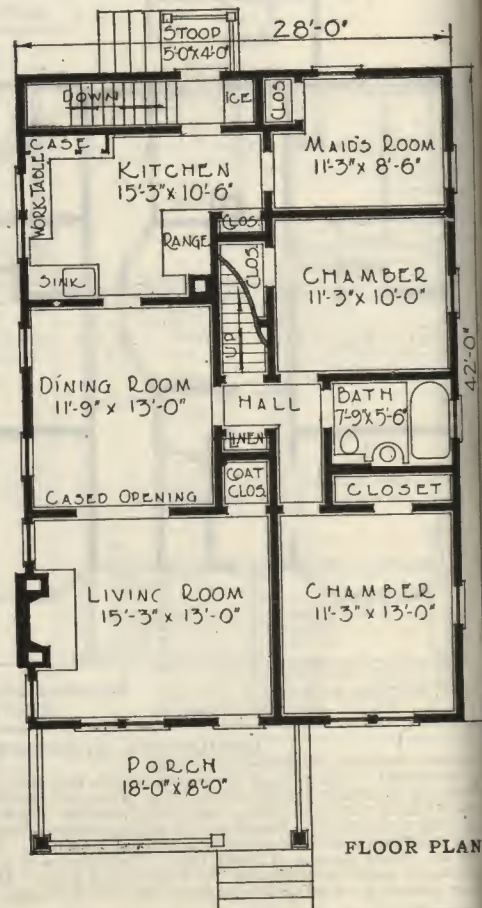 28'-0"
STOOP
5'-0"X4'-0"
DOWN
ICE
CLOS
MAID'S ROOM
11'-3" x 8'-6"
CASE
WORK TABLE
KITCHEN
15'-3" x 10'-6"
RANGE
CLOS
SINK
CLOS
UP
CHAMBER
11'-3" x 10'-0"
42'-0"
DINING ROOM
11'-9" x 13'-0"
HALL
BATH
7'-9"x5'-6"
LINEN
COAT
CLOS.
CLOSET
CASED OPENING
LIVING ROOM
15'-3" x 13'-0"
CHAMBER
11'-3" x 13'-0"
PORCH
18'-0" x 8'-0"
FLOOR PLAN